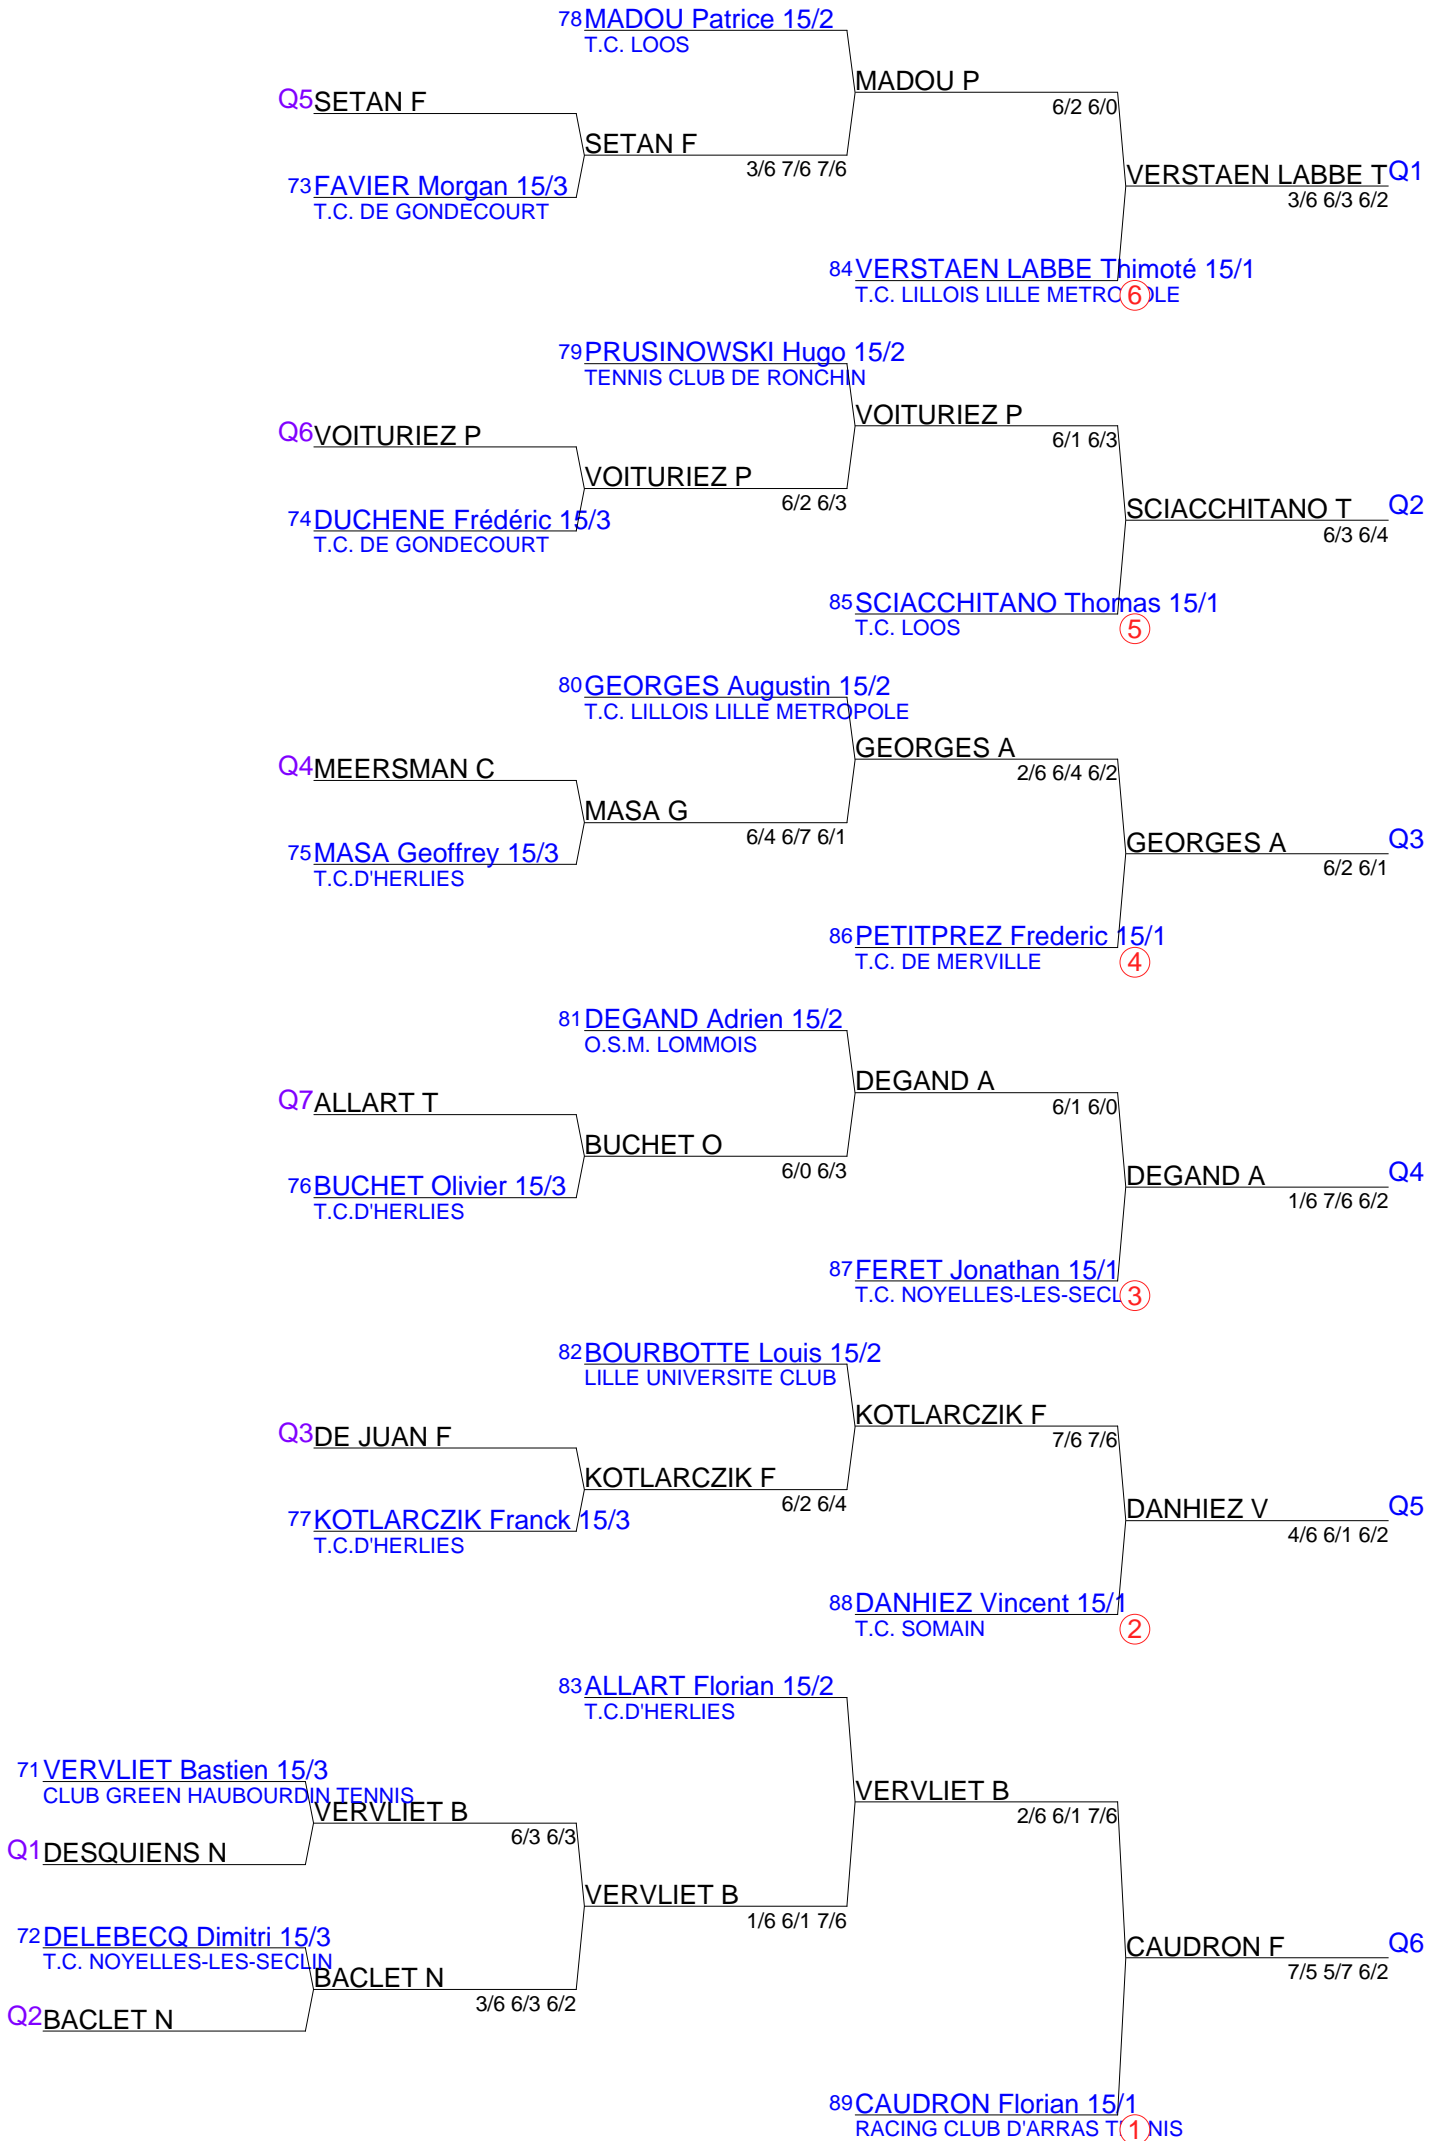 78 MADOU Patrice 15/2
T.C. LOOS
MADOU P
6/2 6/0
Q5 SETAN F
SETAN F
3/6 7/6 7/6
73 FAVIER Morgan 15/3
T.C. DE GONDECOURT
VERSTAEN LABBE T Q1
3/6 6/3 6/2
84 VERSTAEN LABBE Thimoté 15/1
T.C. LILLOIS LILLE METROPOLE
6
79 PRUSINOWSKI Hugo 15/2
TENNIS CLUB DE RONCHIN
VOITURIEZ P
6/1 6/3
Q6 VOITURIEZ P
VOITURIEZ P
6/2 6/3
74 DUCHENE Frédéric 15/3
T.C. DE GONDECOURT
SCIACCHITANO T Q2
6/3 6/4
85 SCIACCHITANO Thomas 15/1
T.C. LOOS
5
80 GEORGES Augustin 15/2
T.C. LILLOIS LILLE METROPOLE
GEORGES A
2/6 6/4 6/2
Q4 MEERSMAN C
MASA G
6/4 6/7 6/1
75 MASA Geoffrey 15/3
T.C.D'HERLIES
GEORGES A Q3
6/2 6/1
86 PETITPREZ Frederic 15/1
T.C. DE MERVILLE
4
81 DEGAND Adrien 15/2
O.S.M. LOMMOIS
DEGAND A
6/1 6/0
Q7 ALLART T
BUCHET O
6/0 6/3
76 BUCHET Olivier 15/3
T.C.D'HERLIES
DEGAND A Q4
1/6 7/6 6/2
87 FERET Jonathan 15/1
T.C. NOYELLES-LES-SECL
3
82 BOURBOTTE Louis 15/2
LILLE UNIVERSITE CLUB
KOTLARCZIK F
7/6 7/6
Q3 DE JUAN F
KOTLARCZIK F
6/2 6/4
77 KOTLARCZIK Franck 15/3
T.C.D'HERLIES
DANHIEZ V Q5
4/6 6/1 6/2
88 DANHIEZ Vincent 15/1
T.C. SOMAIN
2
83 ALLART Florian 15/2
T.C.D'HERLIES
71 VERVLIET Bastien 15/3
CLUB GREEN HAUBOURDIN TENNIS
VERVLIET B
6/3 6/3
VERVLIET B
2/6 6/1 7/6
Q1 DESQUIENS N
VERVLIET B
1/6 6/1 7/6
72 DELEBECQ Dimitri 15/3
T.C. NOYELLES-LES-SECLIN
BACLET N
3/6 6/3 6/2
Q2 BACLET N
CAUDRON F Q6
7/5 5/7 6/2
89 CAUDRON Florian 15/1
RACING CLUB D'ARRAS TENNIS
1